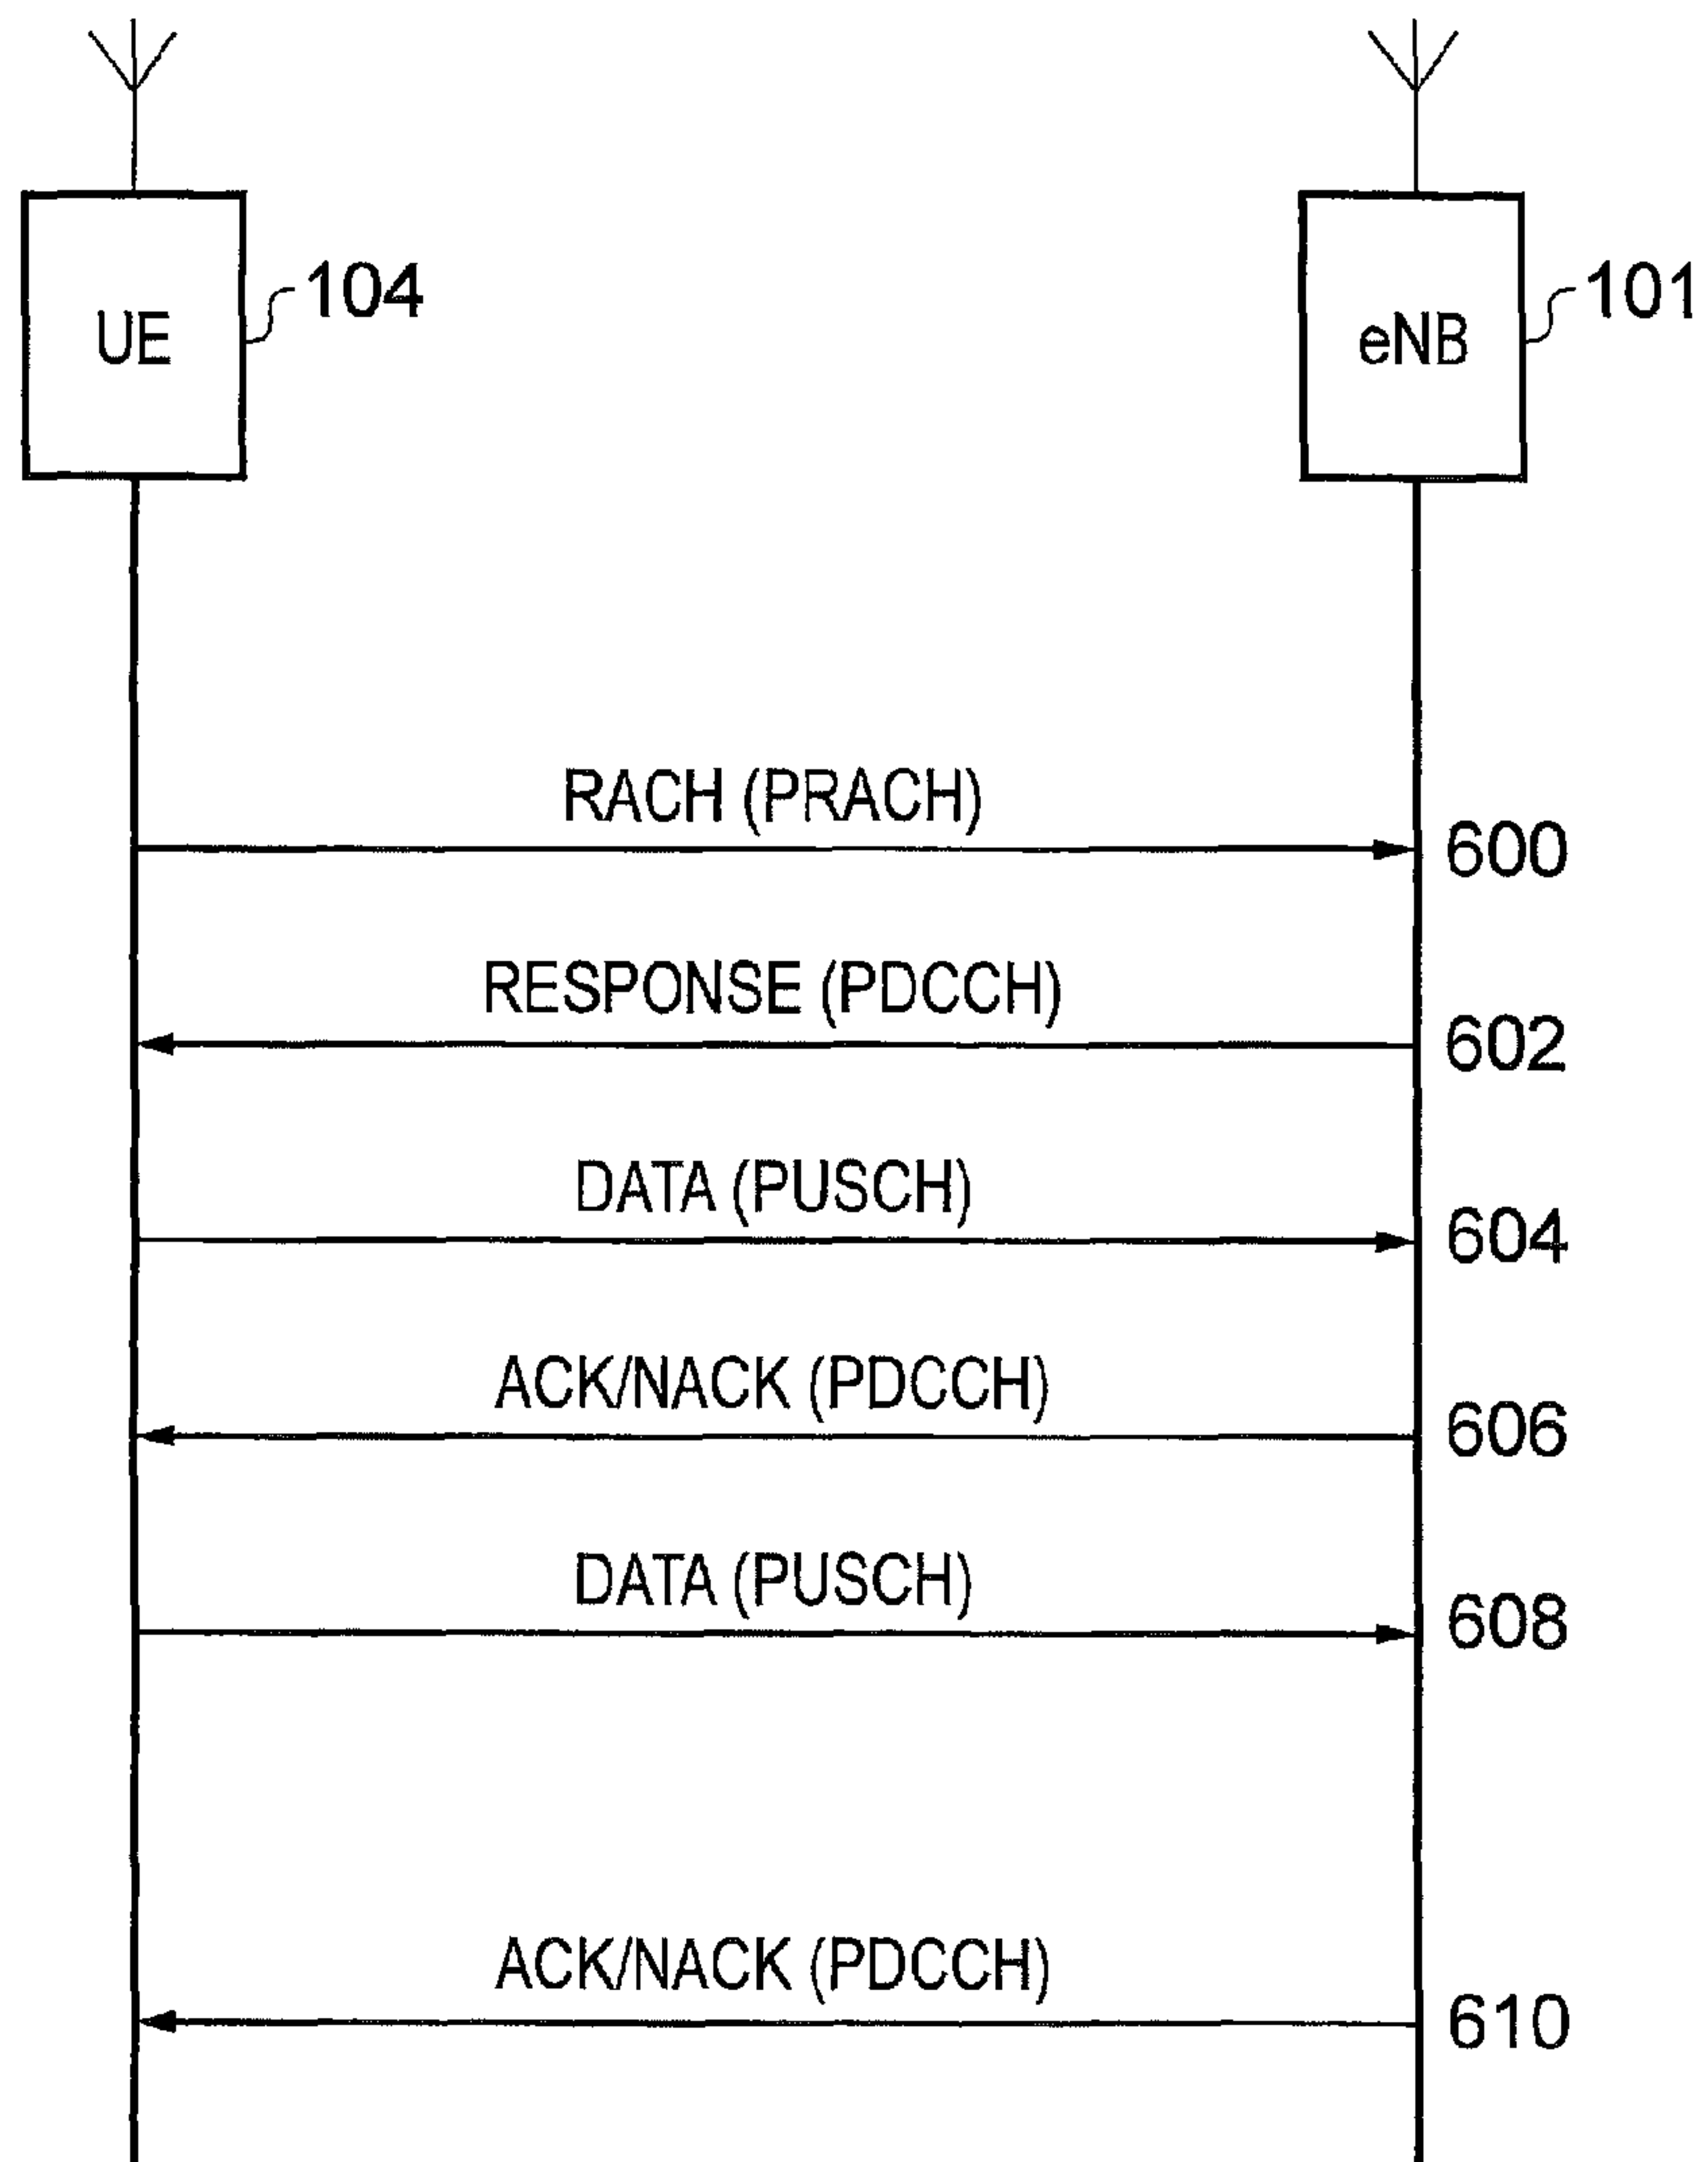 104
101
UE
eNB
RACH (PRACH)
600
RESPONSE (PDCCH)
602
DATA (PUSCH)
604
ACK/NACK (PDCCH)
606
DATA (PUSCH)
608
ACK/NACK (PDCCH)
610